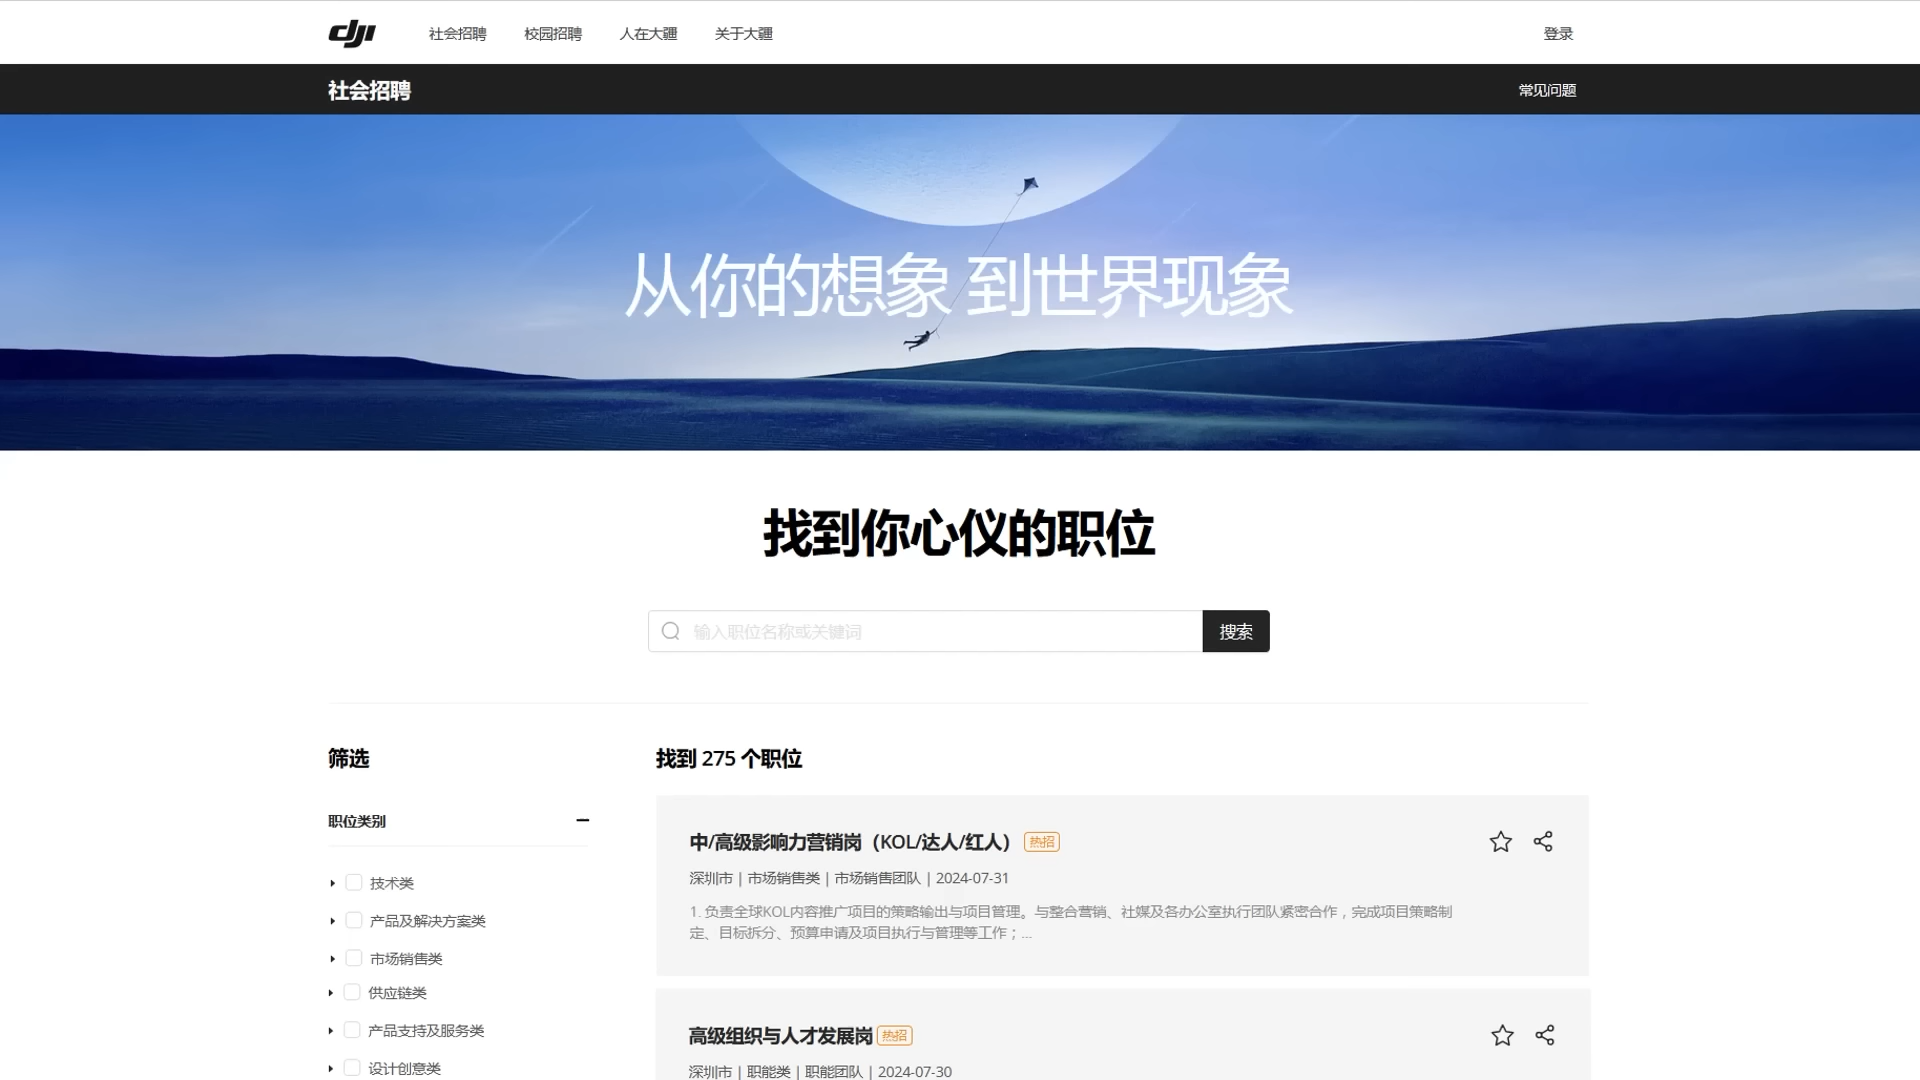 dji
社会招聘
校园招聘
人在大疆
关于大疆
登录
社会招聘
常见问题
从你的想象 到世界现象
找到你心仪的职位
输入职位名称或关键词
搜索
筛选
职位类别
技术类
产品及解决方案类
市场销售类
供应链类
产品支持及服务类
设计创意类
找到 275 个职位
中/高级影响力营销岗（KOL/达人/红人） 热招
深圳市 | 市场销售类 | 市场销售团队 | 2024-07-31
1. 负责全球KOL内容推广项目的策略输出与项目管理。与整合营销、社媒及各办公室执行团队紧密合作，完成项目策略制
定、目标拆分、预算申请及项目执行与管理等工作；...
高级组织与人才发展岗 热招
深圳市 | 职能类 | 职能团队 | 2024-07-30